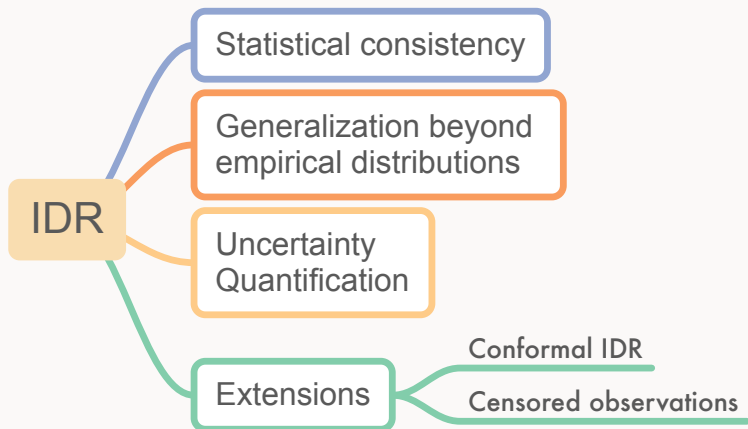 Statistical consistency
Generalization beyond
empirical distributions
IDR
Uncertainty
Quantification
Conformal IDR
Extensions
Censored observations